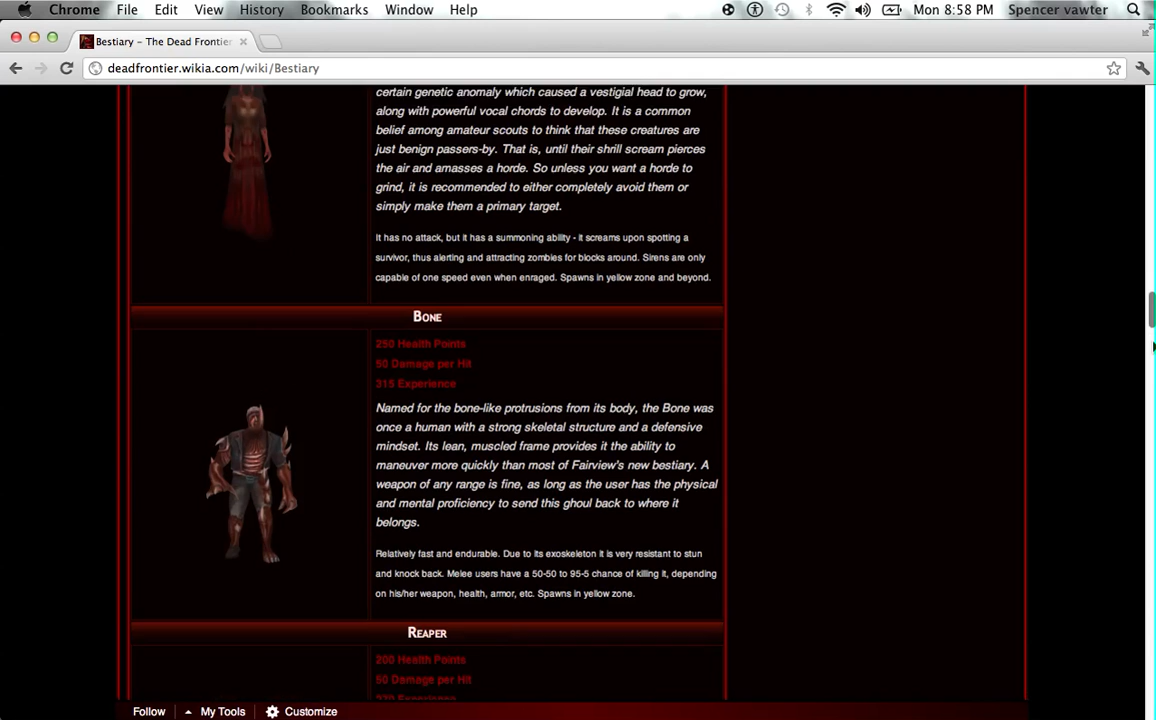 Chrome File Edit View History Bookmarks Window Help Mon 8:58 PM Spencer vawter
Bestiary – The Dead Frontier
deadfrontier.wikia.com/wiki/Bestiary
certain genetic anomaly which caused a vestigial head to grow,
along with powerful vocal chords to develop. It is a common
belief among amateur scouts to think that these creatures are
just benign passers-by. That is, until their shrill scream pierces
the air and amasses a horde. So unless you want a horde to
grind, it is recommended to either completely avoid them or
simply make them a primary target.
It has no attack, but it has a summoning ability - it screams upon spotting a
survivor, thus alerting and attracting zombies for blocks around. Sirens are only
capable of one speed even when enraged. Spawns in yellow zone and beyond.
Bone
250 Health Points
50 Damage per Hit
315 Experience
Named for the bone-like protrusions from its body, the Bone was
once a human with a strong skeletal structure and a defensive
mindset. Its lean, muscled frame provides it the ability to
maneuver more quickly than most of Fairview's new bestiary. A
weapon of any range is fine, as long as the user has the physical
and mental proficiency to send this ghoul back to where it
belongs.
Relatively fast and endurable. Due to its exoskeleton it is very resistant to stun
and knock back. Melee users have a 50-50 to 95-5 chance of killing it, depending
on his/her weapon, health, armor, etc. Spawns in yellow zone.
Reaper
200 Health Points
50 Damage per Hit
Experience
Follow My Tools Customize